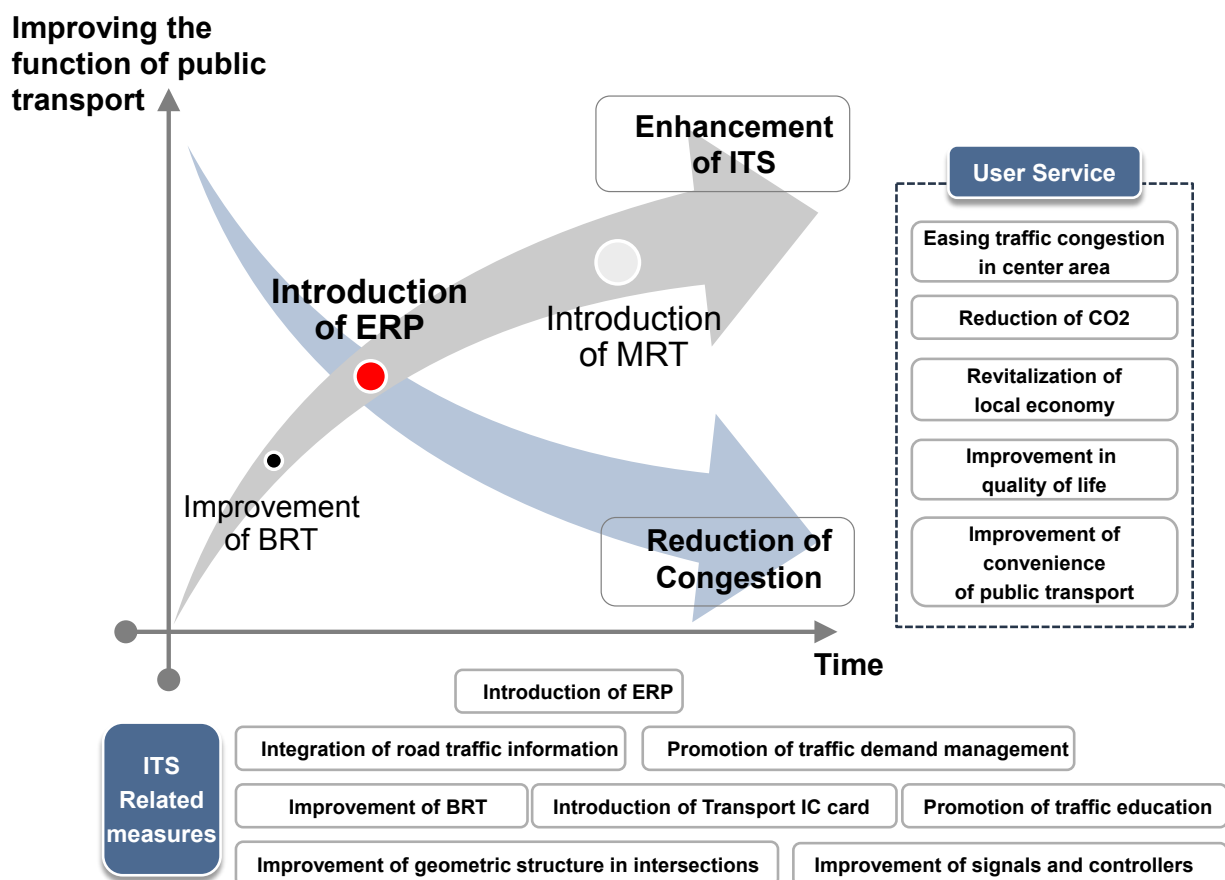 Improving the
function of public
transport
Enhancement
of ITS
Introduction
of ERP
Introduction
of MRT
Improvement
of BRT
Reduction of
Congestion
Time
User Service
Easing traffic congestion
in center area
Reduction of CO2
Revitalization of
local economy
Improvement in
quality of life
Improvement of
convenience
of public transport
ITS
Related
measures
Introduction of ERP
Integration of road traffic information
Promotion of traffic demand management
Improvement of BRT
Introduction of Transport IC card
Promotion of traffic education
Improvement of geometric structure in intersections
Improvement of signals and controllers